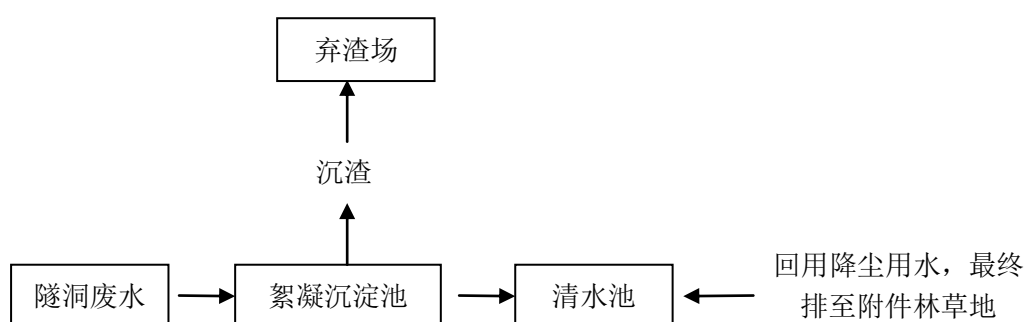 弃渣场
沉渣
隧洞废水
絮凝沉淀池
清水池
回用降尘用水，最终
排至附件林草地